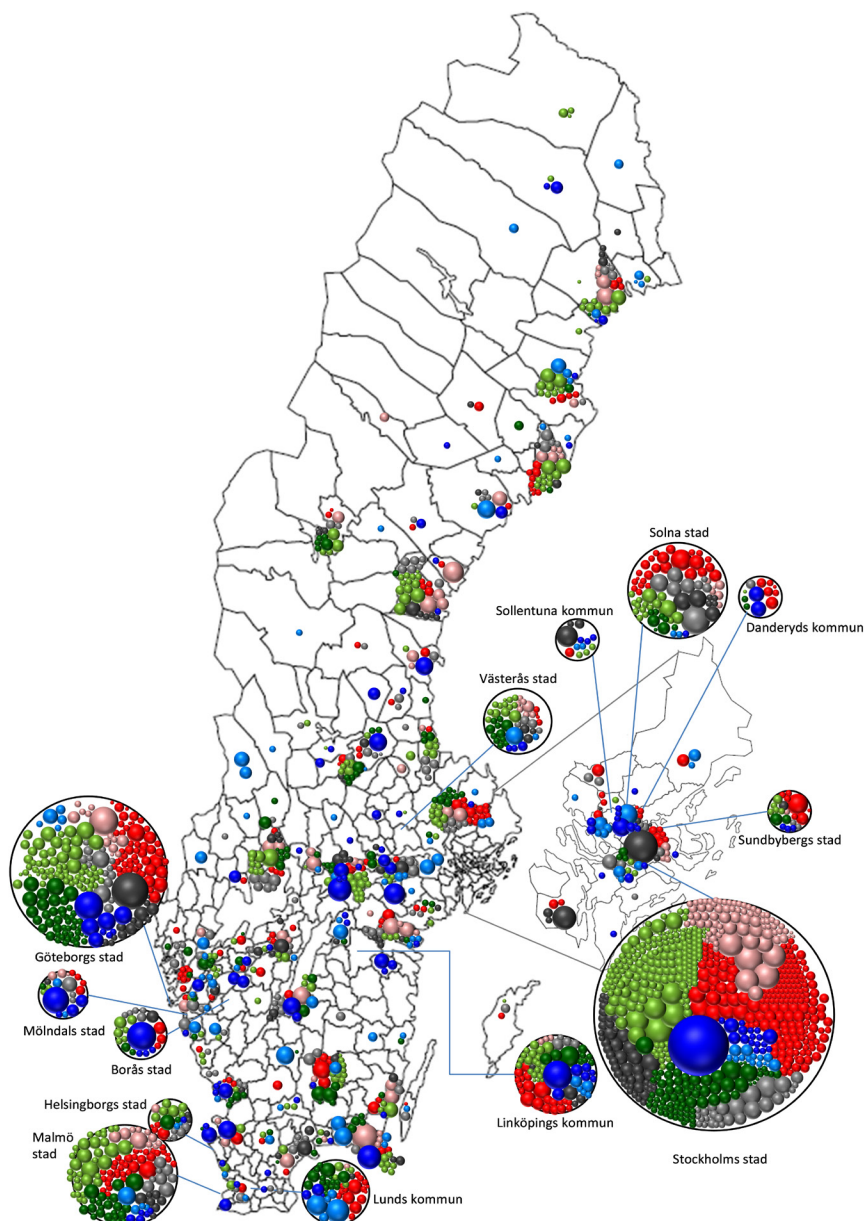 Solna stad
Sollentuna kommun
Danderyds kommun
Västerås stad
Sundbybergs stad
Göteborgs stad
Mölndals stad
Borås stad
Helsingborgs stad
Malmö
stad
Linköpings kommun
Stockholms stad
Lunds kommun